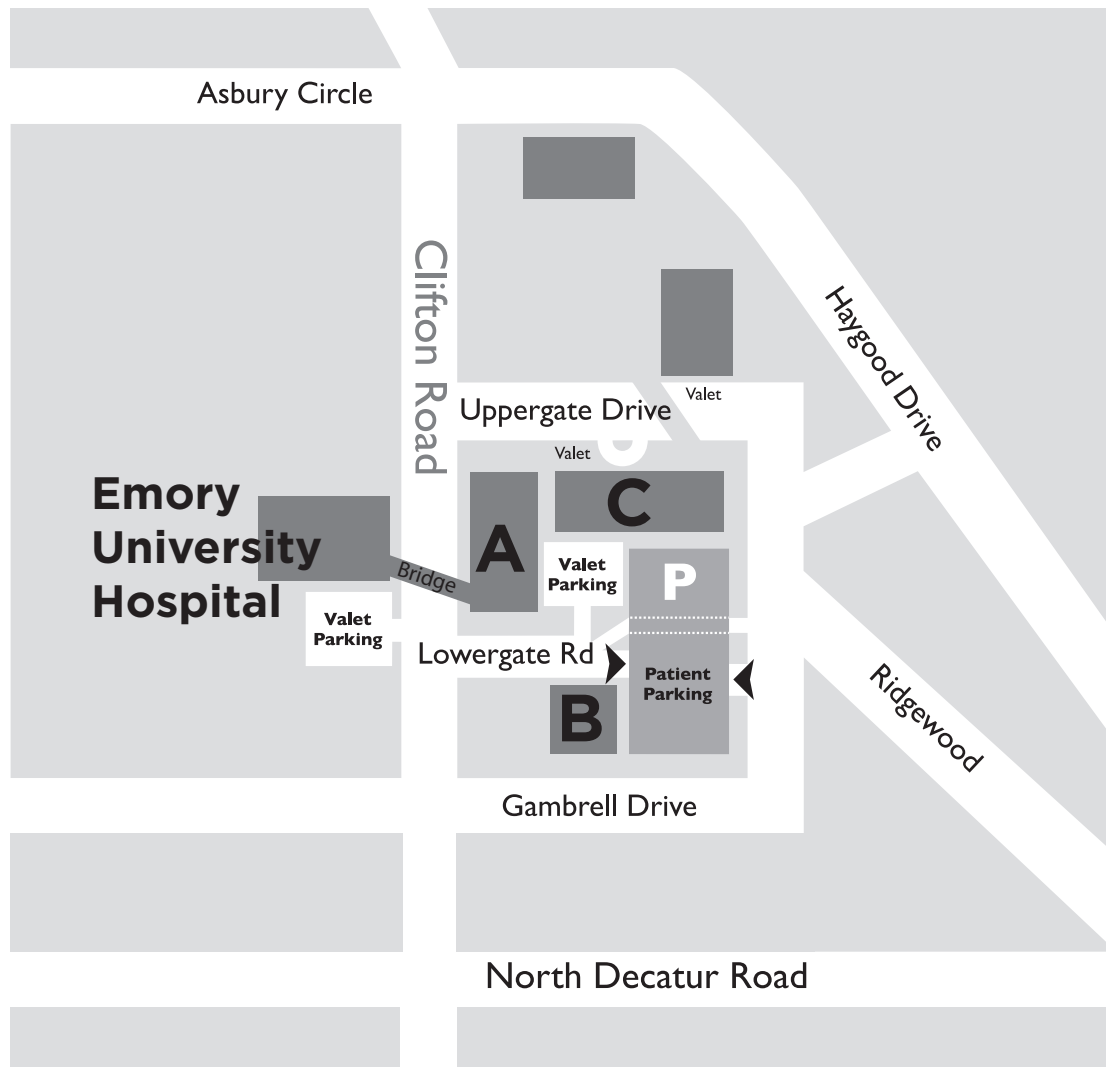 Asbury Circle
Clifton Road
Haygood Drive
Valet
Uppergate Drive
Valet
Emory
University
Hospital
C
A
Bridge
Valet
Parking
P
Valet
Parking
Lowergate Rd
Patient
Parking
B
Ridgewood
Gambrell Drive
North Decatur Road